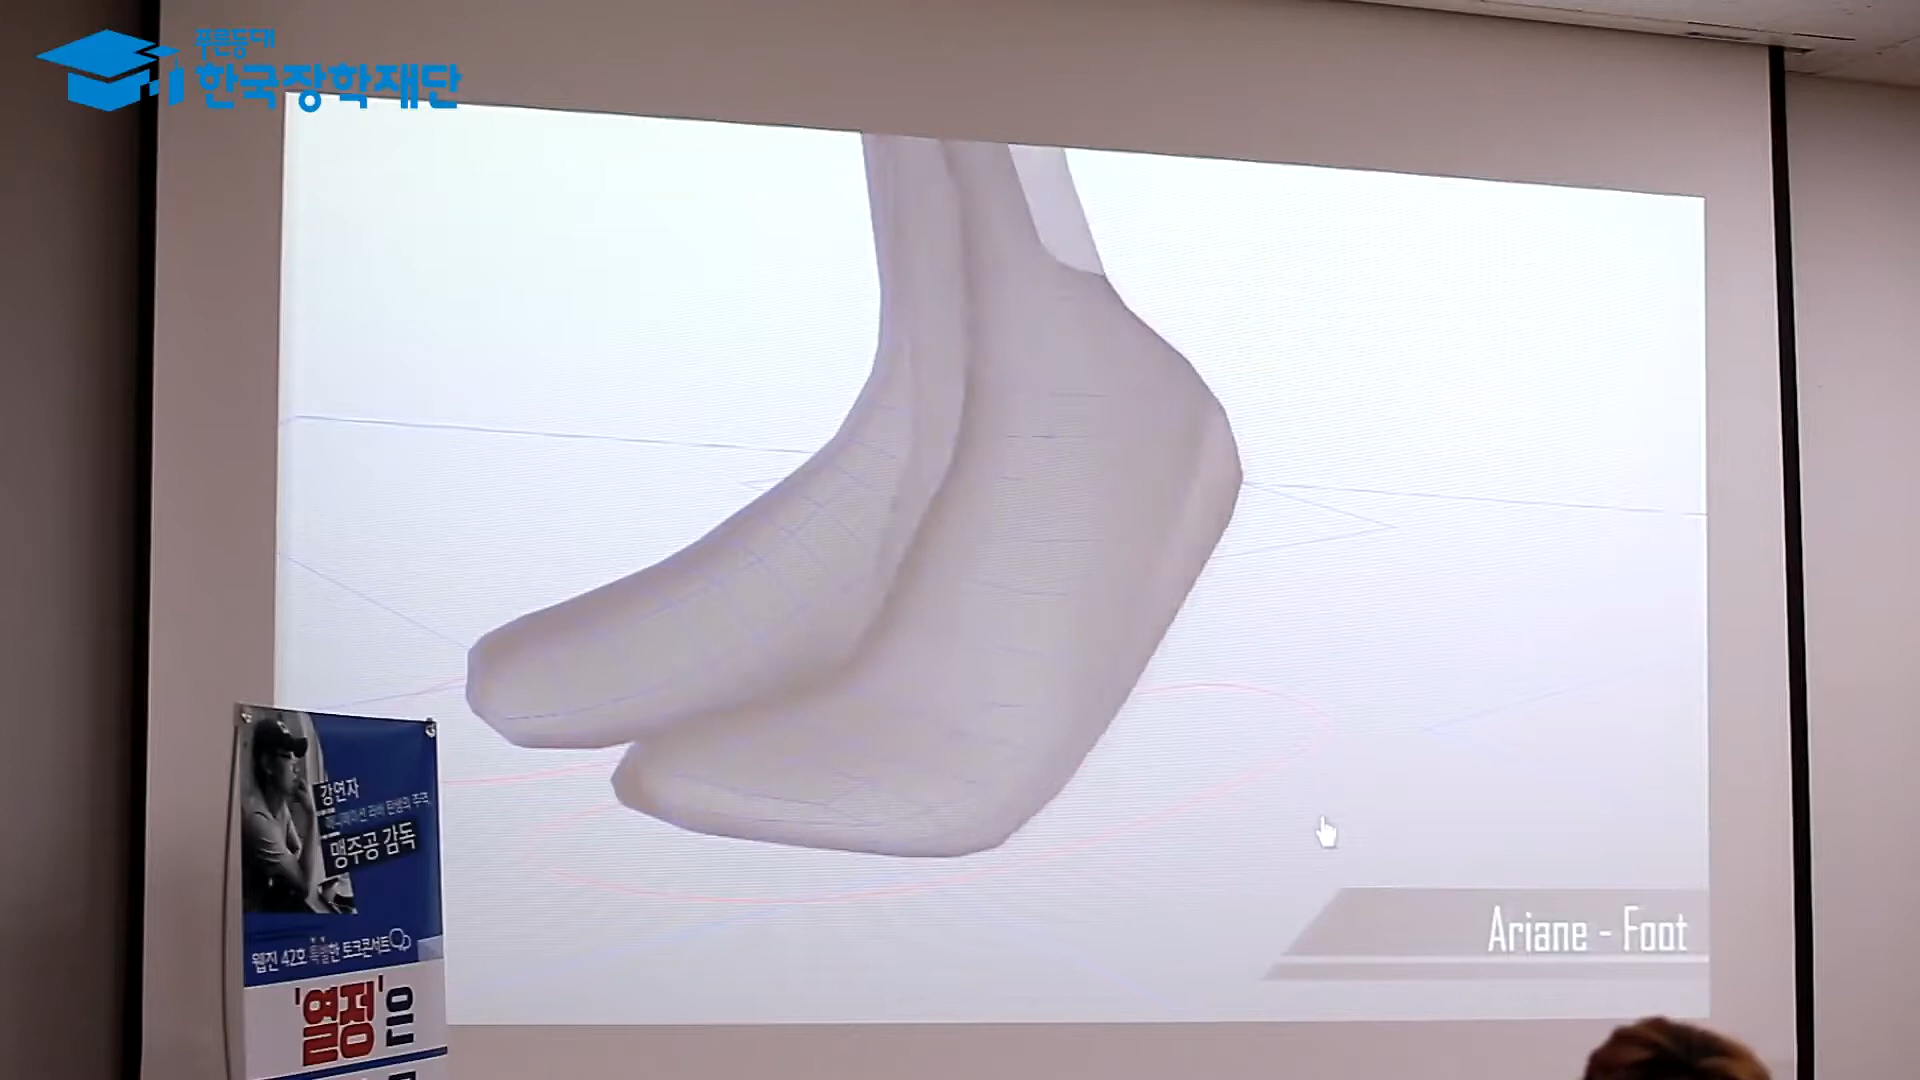 푸른등대
한국장학재단
Ariane - Foot
강연자
맹주공 감독
웹진 42호 특별한 토크콘서트
'열정'은